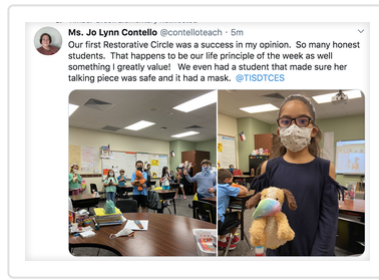 Ms. Jo Lynn Contello @contelloteach · 5m
Our first Restorative Circle was a success in my opinion. So many honest
students. That happens to be our life principle of the week as well
something I greatly value! We even had a student that made sure her
talking piece was safe and it had a mask. @TISDTCES